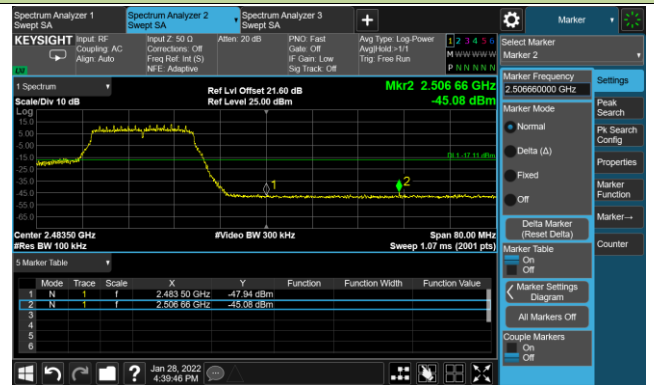 Spectrum Analyzer 1
Swept SA
Spectrum Analyzer 2
Swept SA
Spectrum Analyzer 3
Swept SA
+
Marker
KEYSIGHT
Input: RF
Coupling: AC
Align: Auto
Input Z: 50 Ω
Corrections: Off
Freq Ref: Int (S)
NFE: Adaptive
Atten: 20 dB
PNO: Fast
Gate: Off
IF Gain: Low
Sig Track: Off
Avg Type: Log-Power
Avg|Hold:>1/1
Trig: Free Run
1 2 3 4 5 6
M W W W W W
P N N N N N
Select Marker
Marker 2
1 Spectrum
Scale/Div 10 dB
Ref Lvl Offset 21.60 dB
Ref Level 25.00 dBm
Mkr2 2.506 66 GHz
-45.08 dBm
Log
15.0
5.00
-5.00
-15.0
-25.0
-35.0
-45.0
-55.0
-65.0
DL1 -17.11 dBm
1
2
Center 2.48350 GHz
#Res BW 100 kHz
#Video BW 300 kHz
Span 80.00 MHz
Sweep 1.07 ms (2001 pts)
5 Marker Table
Mode Trace Scale X Y Function Function Width Function Value
1 N 1 f 2.483 50 GHz -47.94 dBm
2 N 1 f 2.506 66 GHz -45.08 dBm
3
4
5
6
Marker Frequency
2.506660000 GHz
Marker Mode
Normal
Delta (Δ)
Fixed
Off
Delta Marker
(Reset Delta)
Marker Table
On
Off
Marker Settings
Diagram
All Markers Off
Couple Markers
On
Off
Settings
Peak
Search
Pk Search
Config
Properties
Marker
Function
Marker→
Counter
?
Jan 28, 2022
4:39:46 PM